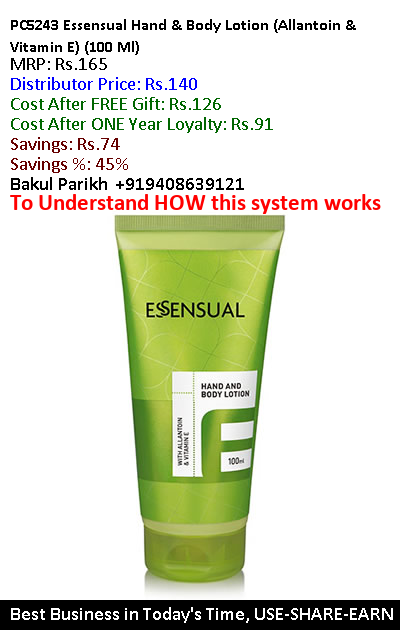 PC5243 Essensual Hand & Body Lotion (Allantoin &
Vitamin E) (100 Ml)
MRP: Rs.165
Distributor Price: Rs.140
Cost After FREE Gift: Rs.126
Cost After ONE Year Loyalty: Rs.91
Savings: Rs.74
Savings %: 45%
Bakul Parikh +919408639121
To Understand HOW this system works
ESSENSUAL
HAND AND
BODY LOTION
WITH ALLANTOIN
& VITAMIN E
100ml
Best Business in Today's Time, USE-SHARE-EARN